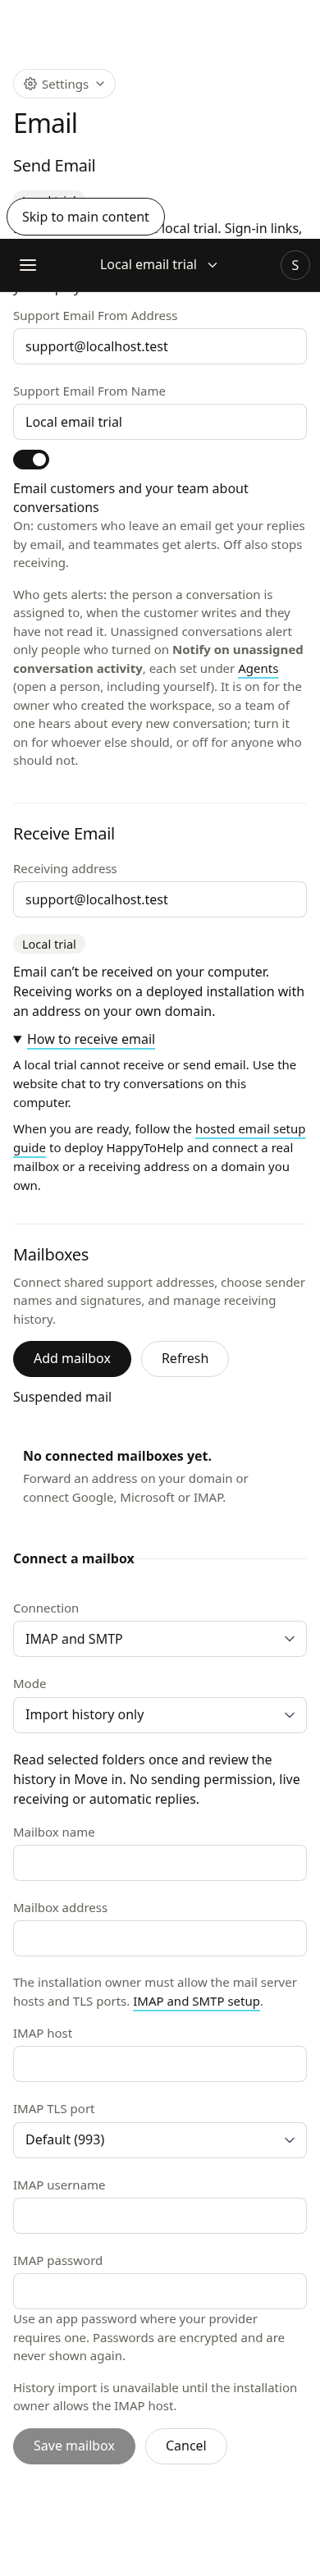 Settings
Email
Send Email
Skip to main content
local trial. Sign-in links,
Local email trial
S
Support Email From Address
support@localhost.test
Support Email From Name
Local email trial
Email customers and your team about
conversations
On: customers who leave an email get your replies
by email, and teammates get alerts. Off also stops
receiving.
Who gets alerts: the person a conversation is
assigned to, when the customer writes and they
have not read it. Unassigned conversations alert
only people who turned on Notify on unassigned
conversation activity, each set under Agents
(open a person, including yourself). It is on for the
owner who created the workspace, so a team of
one hears about every new conversation; turn it
on for whoever else should, or off for anyone who
should not.
Receive Email
Receiving address
support@localhost.test
Local trial
Email can’t be received on your computer.
Receiving works on a deployed installation with
an address on your own domain.
How to receive email
A local trial cannot receive or send email. Use the
website chat to try conversations on this
computer.
When you are ready, follow the hosted email setup
guide to deploy HappyToHelp and connect a real
mailbox or a receiving address on a domain you
own.
Mailboxes
Connect shared support addresses, choose sender
names and signatures, and manage receiving
history.
Add mailbox Refresh
Suspended mail
No connected mailboxes yet.
Forward an address on your domain or
connect Google, Microsoft or IMAP.
Connect a mailbox
Connection
IMAP and SMTP
Mode
Import history only
Read selected folders once and review the
history in Move in. No sending permission, live
receiving or automatic replies.
Mailbox name
Mailbox address
The installation owner must allow the mail server
hosts and TLS ports. IMAP and SMTP setup.
IMAP host
IMAP TLS port
Default (993)
IMAP username
IMAP password
Use an app password where your provider
requires one. Passwords are encrypted and are
never shown again.
History import is unavailable until the installation
owner allows the IMAP host.
Save mailbox Cancel